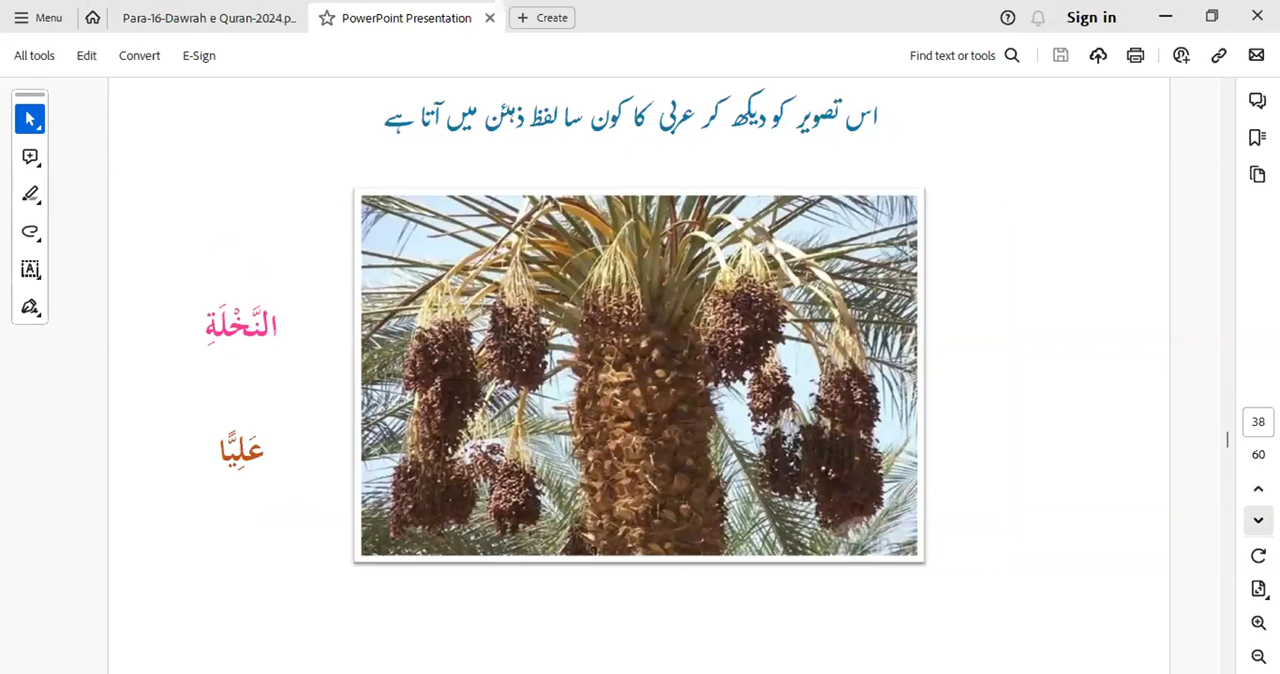 Menu
Para-16-Dawrah e Quran-2024.p...
PowerPoint Presentation
Create
Sign in
All tools
Edit
Convert
E-Sign
Find text or tools
اس تصویر کو دیکھ کر عربی کا کون سا لفظ ذہئن میں آتا ہے
النَّخْلَةِ
عَلِيًّا
38
60